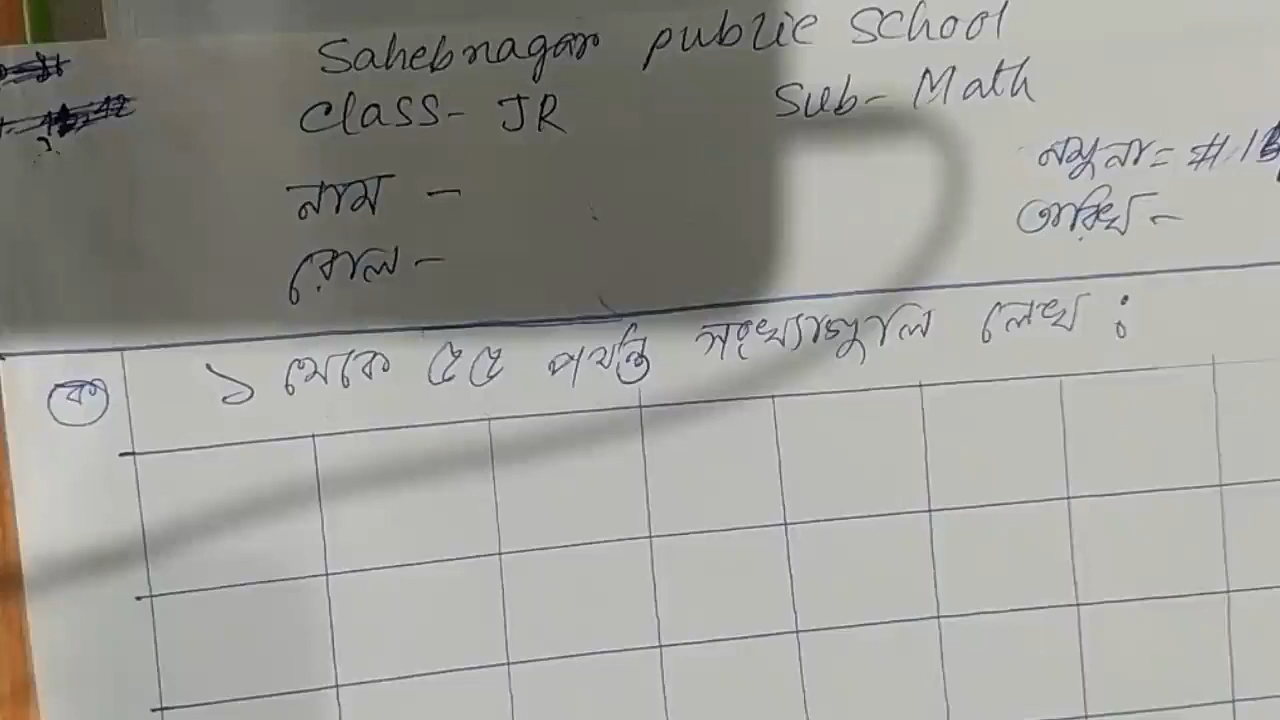 Sahebnagar public school
Class- JR Sub- Math
নমুনা= #
নাম -
তারিখ-
রোল-
ক ১ থেকে ৫৫ পর্যন্ত সংখ্যাগুলি লেখ :